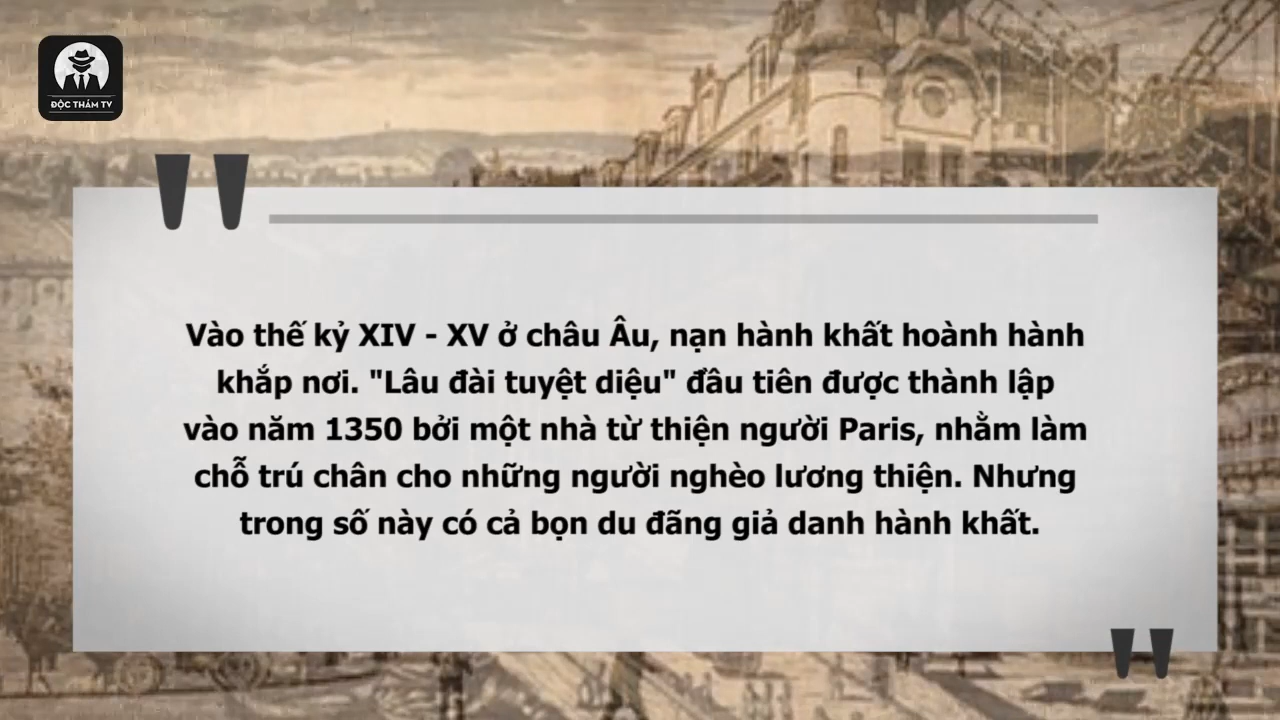 ĐỘC THÁM TV
"
Vào thế kỷ XIV - XV ở châu Âu, nạn hành khất hoành hành
khắp nơi. "Lâu đài tuyệt diệu" đầu tiên được thành lập
vào năm 1350 bởi một nhà từ thiện người Paris, nhằm làm
chỗ trú chân cho những người nghèo lương thiện. Nhưng
trong số này có cả bọn du đãng giả danh hành khất.
"